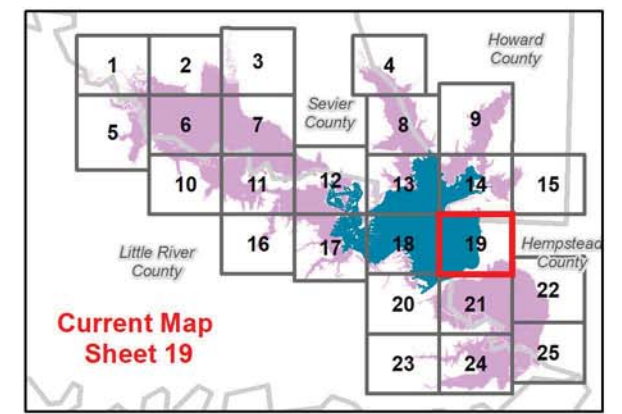 Howard
County
1
2
3
4
Sevier
County
5
6
7
8
9
10
11
12
13
14
15
Little River
County
16
17
18
19
Hempstead
County
20
21
22
Current Map
Sheet 19
23
24
25